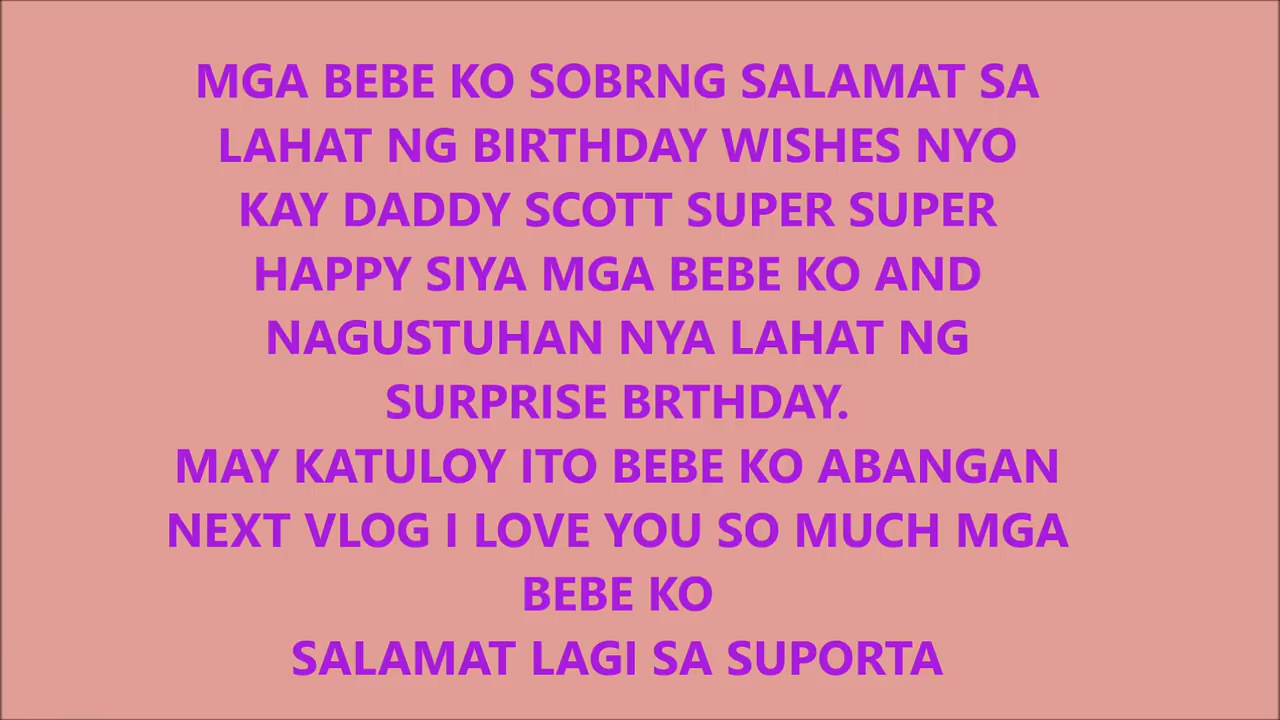 MGA BEBE KO SOBRNG SALAMAT SA
LAHAT NG BIRTHDAY WISHES NYO
KAY DADDY SCOTT SUPER SUPER
HAPPY SIYA MGA BEBE KO AND
NAGUSTUHAN NYA LAHAT NG
SURPRISE BRTHDAY.
MAY KATULOY ITO BEBE KO ABANGAN
NEXT VLOG I LOVE YOU SO MUCH MGA
BEBE KO
SALAMAT LAGI SA SUPORTA